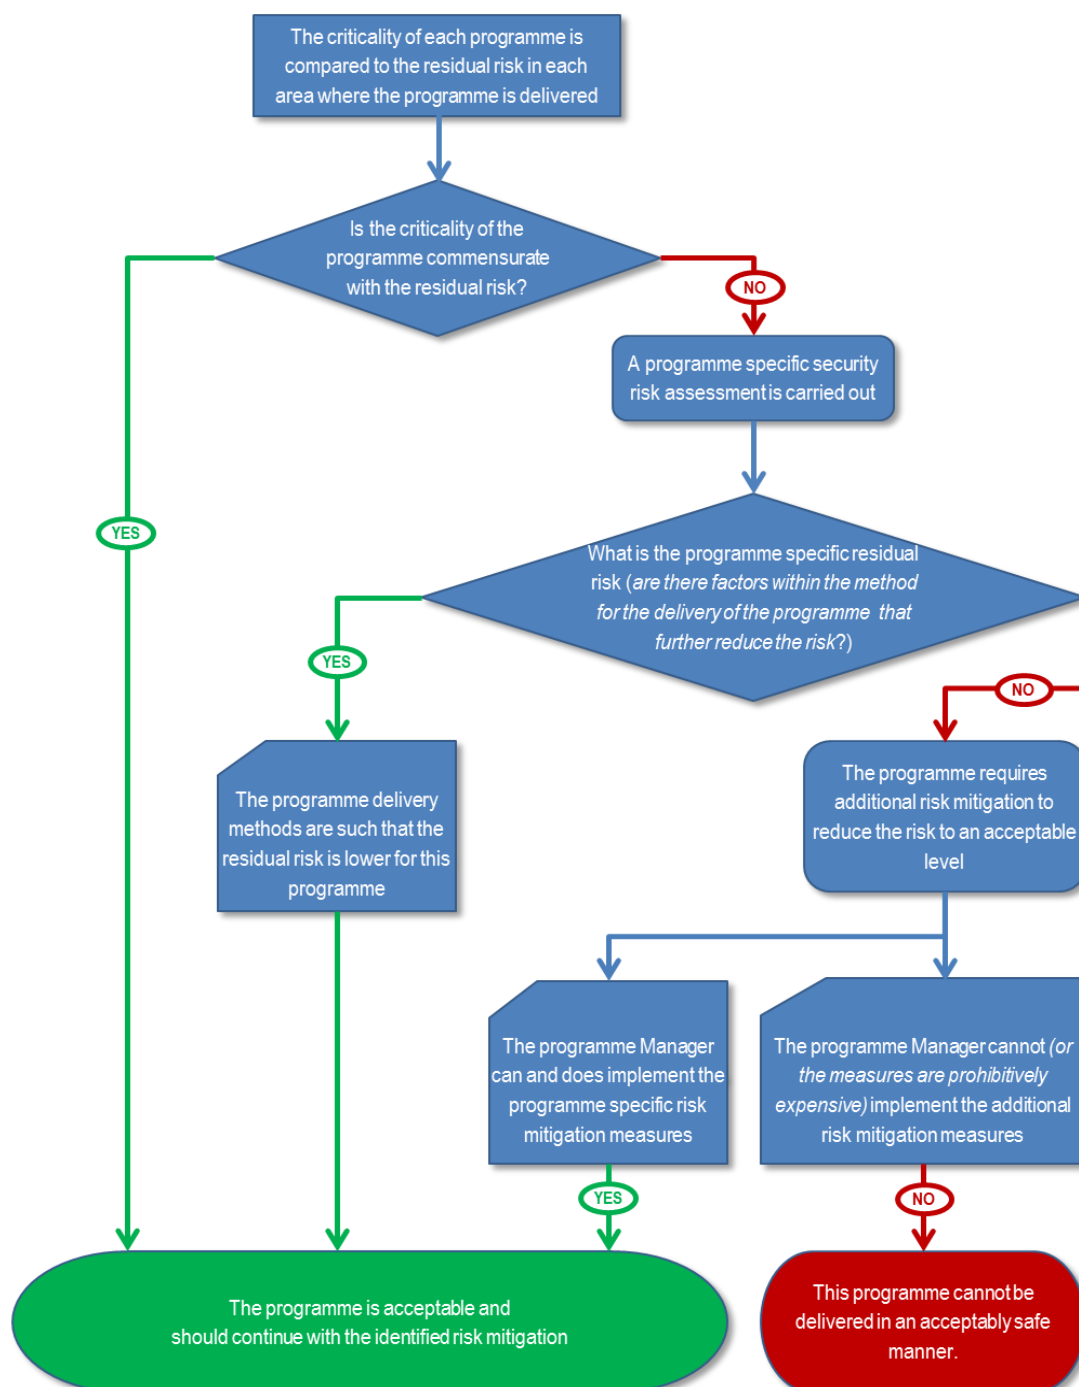 The criticality of each programme is
compared to the residual risk in each
area where the programme is delivered
Is the criticality of the
programme commensurate
with the residual risk?
NO
A programme specific security
risk assessment is carried out
YES
What is the programme specific residual
risk (are there factors within the method
for the delivery of the programme that
further reduce the risk?)
YES
NO
The programme delivery
methods are such that the
residual risk is lower for this
programme
The programme requires
additional risk mitigation to
reduce the risk to an acceptable
level
The programme Manager
can and does implement the
programme specific risk
mitigation measures
The programme Manager cannot (or
the measures are prohibitively
expensive) implement the additional
risk mitigation measures
YES
NO
The programme is acceptable and
should continue with the identified risk mitigation
This programme cannot be
delivered in an acceptably safe
manner.